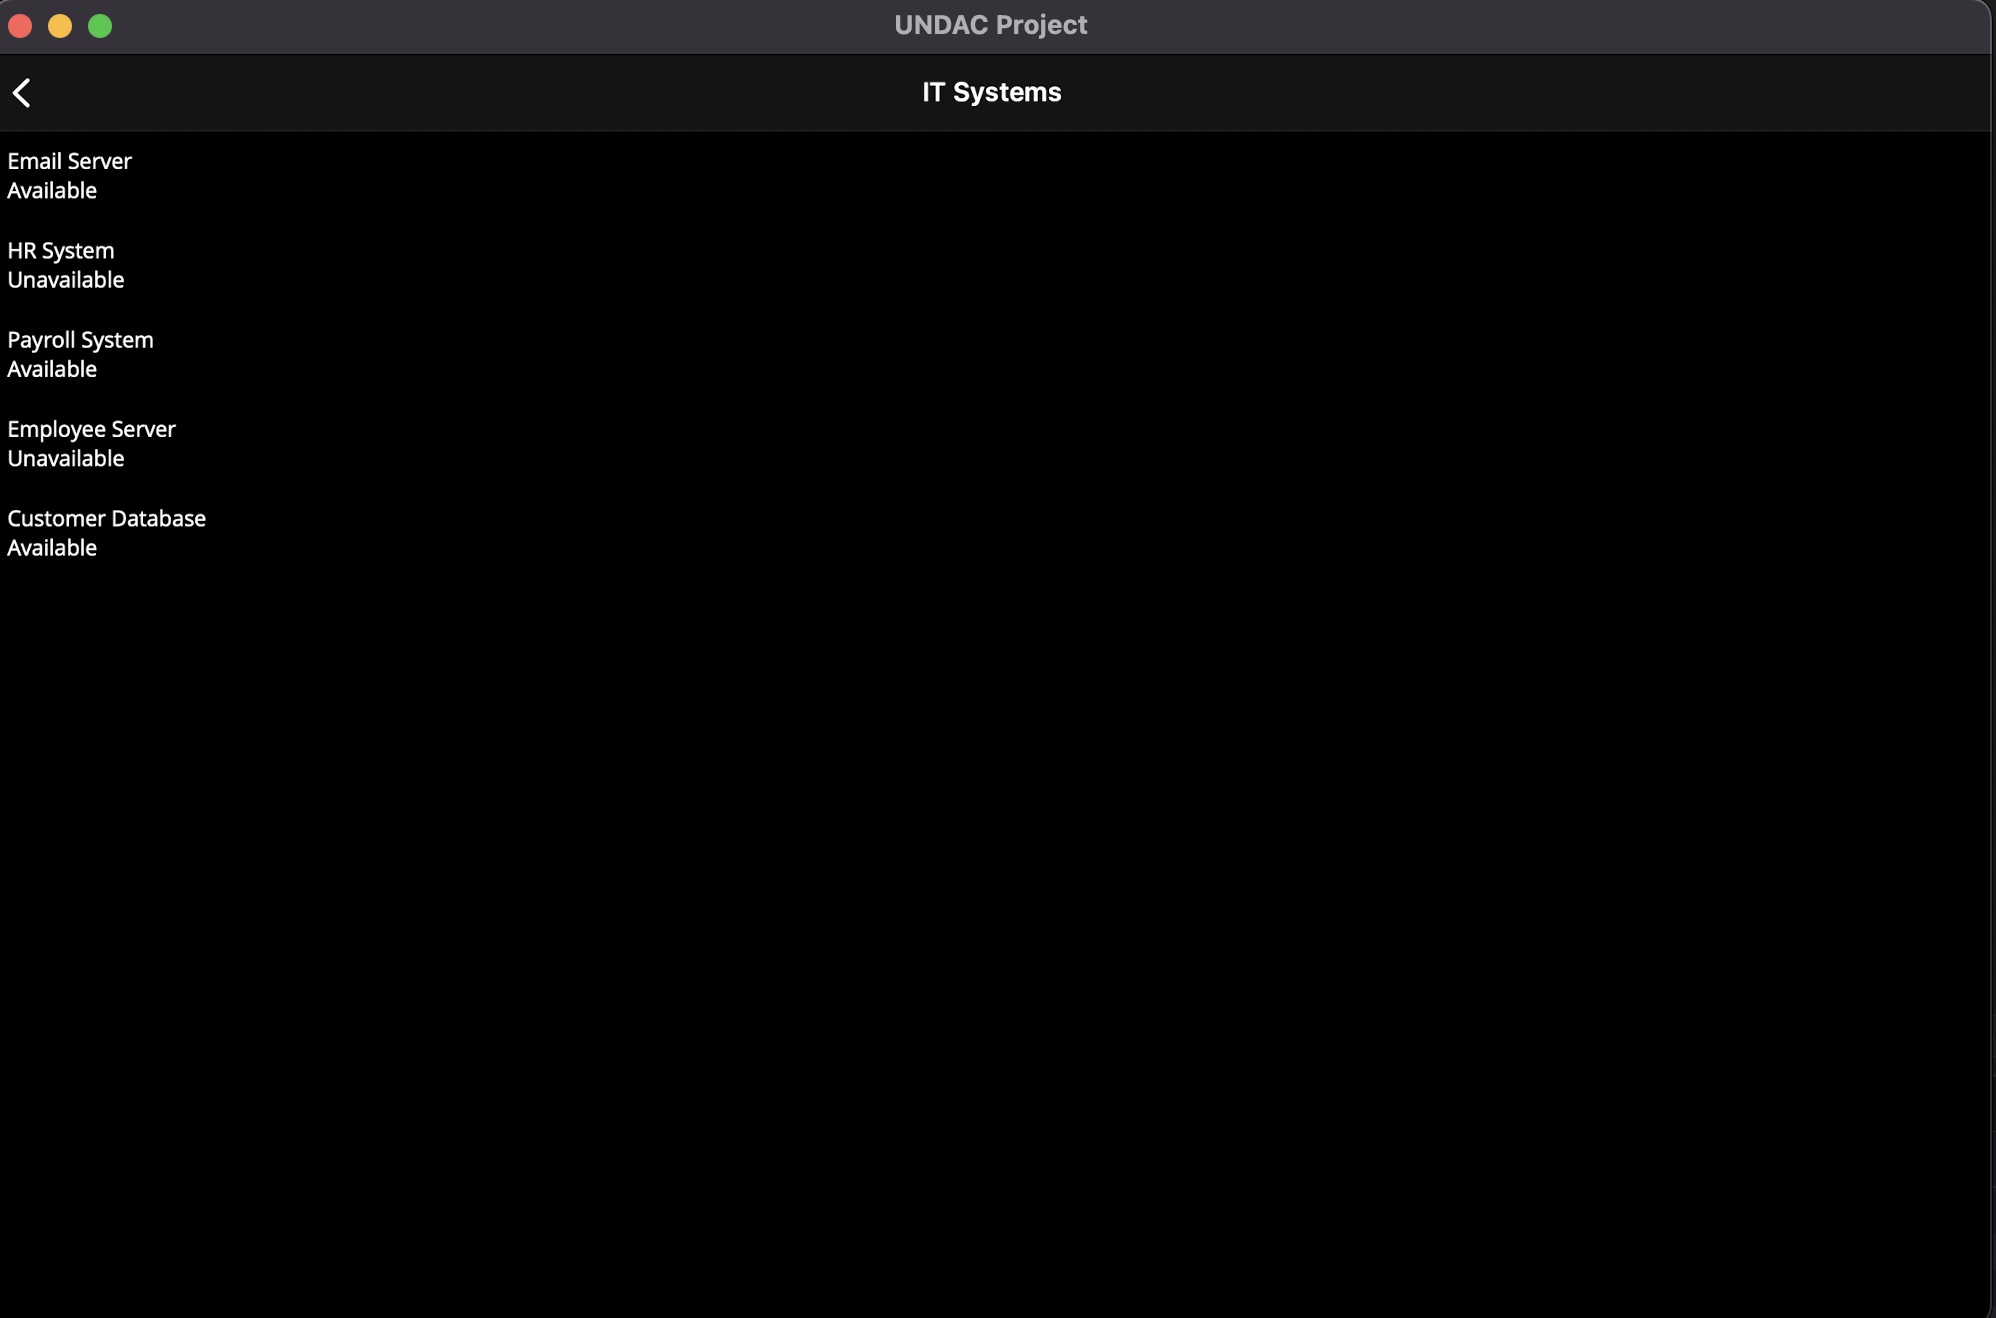 UNDAC Project
IT Systems
Email Server
Available
HR System
Unavailable
Payroll System
Available
Employee Server
Unavailable
Customer Database
Available